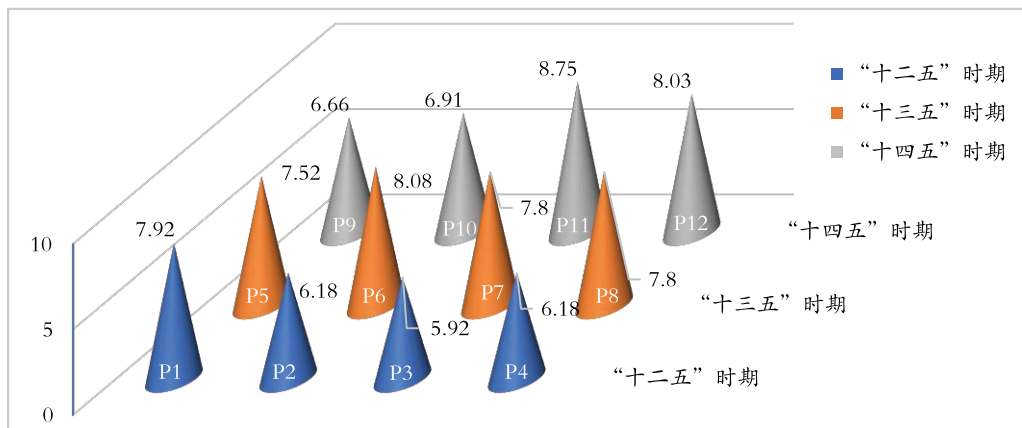 8.75
8.03
“十二五”时期
6.66
6.91
“十三五”时期
“十四五”时期
7.52
8.08
7.8
7.92
P9
P10
P11
P12
“十四五”时期
10
6.18
7.8
P5
P6
P7
P8
“十三五”时期
5
5.92
6.18
P1
P2
P3
P4
“十二五”时期
0